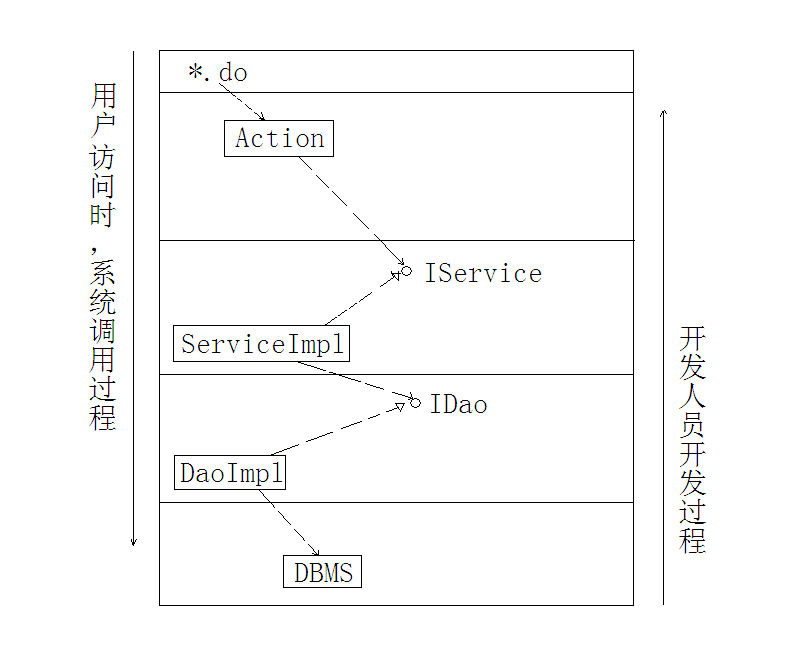 用户访问时，系统调用过程
*.do
Action
IService
ServiceImpl
IDao
DaoImpl
DBMS
开发人员开发过程